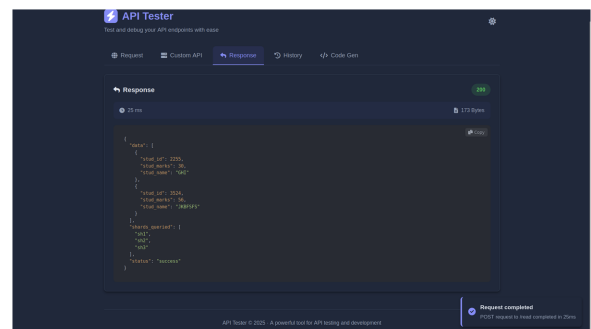 API Tester
Test and debug your API endpoints with ease
Request Custom API Response History </> Code Gen
Response 200
25 ms 173 Bytes
Copy
{
"data": [
{
"stud_id": 2255,
"stud_marks": 30,
"stud_name": "GHI"
},
{
"stud_id": 3524,
"stud_marks": 56,
"stud_name": "JKBFSFS"
}
],
"shards_queried": [
"sh1",
"sh2",
"sh3"
],
"status": "success"
}
Request completed
POST request to /read completed in 25ms
API Tester © 2025 · A powerful tool for API testing and development